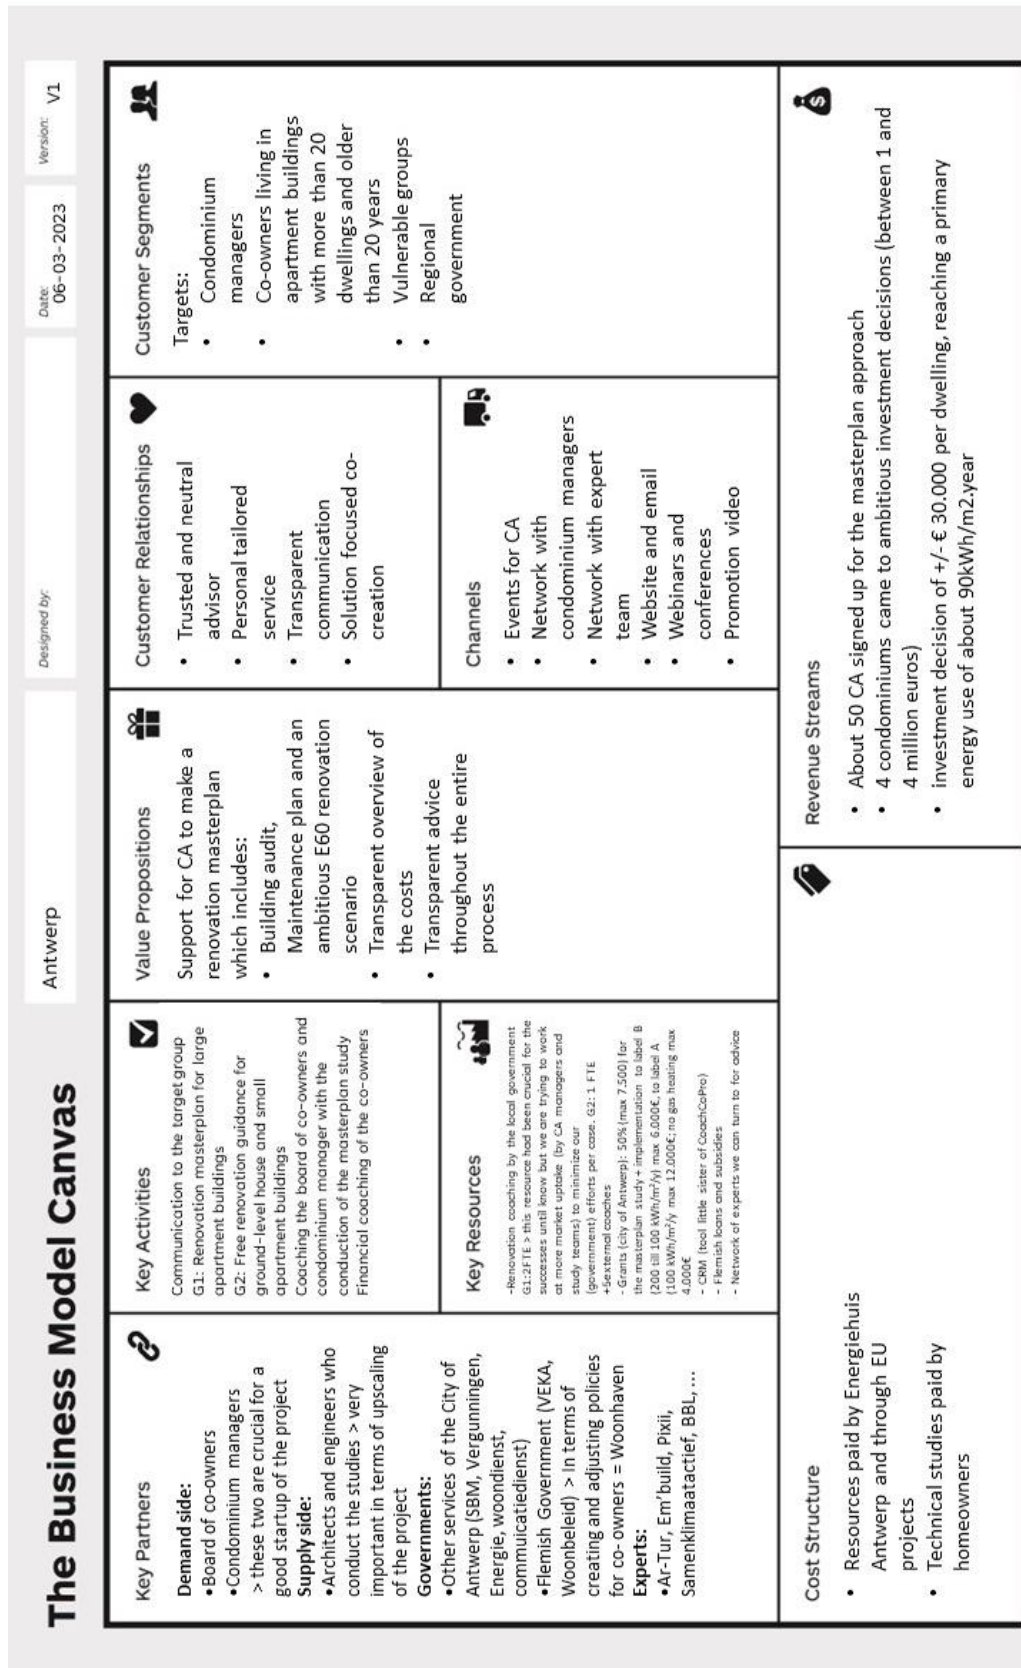 The Business Model Canvas
Antwerp
Designed by:
Date:
06-03-2023
Version:
V1
Key Partners
Demand side:
•Board of co-owners
•Condominium managers
> these two are crucial for a
good startup of the project
Supply side:
•Architects and engineers who
conduct the studies > very
important in terms of upscaling
of the project
Governments:
•Other services of the City of
Antwerp (SBM, Vergunningen,
Energie, woondienst,
commuicatiedienst)
•Flemish Government (VEKA,
Woonbeleid) > In terms of
creating and adjusting policies
for co- owners = Woonhaven
Experts:
•Ar-Tur, Em'build, Pixii,
Samenklimaatactief, BBL, …
Key Activities
Communication to the target group
G1: Renovation masterplan for large
apartment buildings
G2: Free renovation guidance for
ground-level house and small
apartment buildings
Coaching the board of co-owners and
condominium manager with the
conduction of the masterplan study
Financial coaching of the co-owners
Key Resources
-Renovation coaching by the local government
G1:2FTE > this resource had been crucial for the
successes until know but we are trying to work
at more market uptake (by CA managers and
study teams) to minimize our
(government) efforts per case. G2: 1 FTE
+5external coaches
- Grants (city of Antwerp): 50% (max 7.500) for
the masterplan study + implementation to label B
(200 till 100 kWh/m²/y) max 6.000€, to label A
(100 kWh/m²/y max 12.000€; no gas heating max
4.000€
- CRM (tool little sister of CoachCoPro)
- Flemish loans and subsidies
- Network of experts we can turn to for advice
Value Propositions
Support for CA to make a
renovation masterplan
which includes:
• Building audit,
Maintenance plan and an
ambitious E60 renovation
scenario
• Transparent overview of
the costs
• Transparent advice
throughout the entire
process
Customer Relationships
• Trusted and neutral
advisor
• Personal tailored
service
• Transparent
communication
• Solution focused co-
creation
Channels
• Events for CA
• Network with
condominium managers
• Network with expert
team
• Website and email
• Webinars and
conferences
• Promotion video
Customer Segments
Targets:
• Condominium
managers
• Co-owners living in
apartment buildings
with more than 20
dwellings and older
than 20 years
• Vulnerable groups
• Regional
government
Cost Structure
• Resources paid by Energiehuis
Antwerp and through EU
projects
• Technical studies paid by
homeowners
Revenue Streams
• About 50 CA signed up for the masterplan approach
• 4 condominiums came to ambitious investment decisions (between 1 and
4 million euros)
• investment decision of +/- € 30.000 per dwelling, reaching a primary
energy use of about 90kWh/m2.year